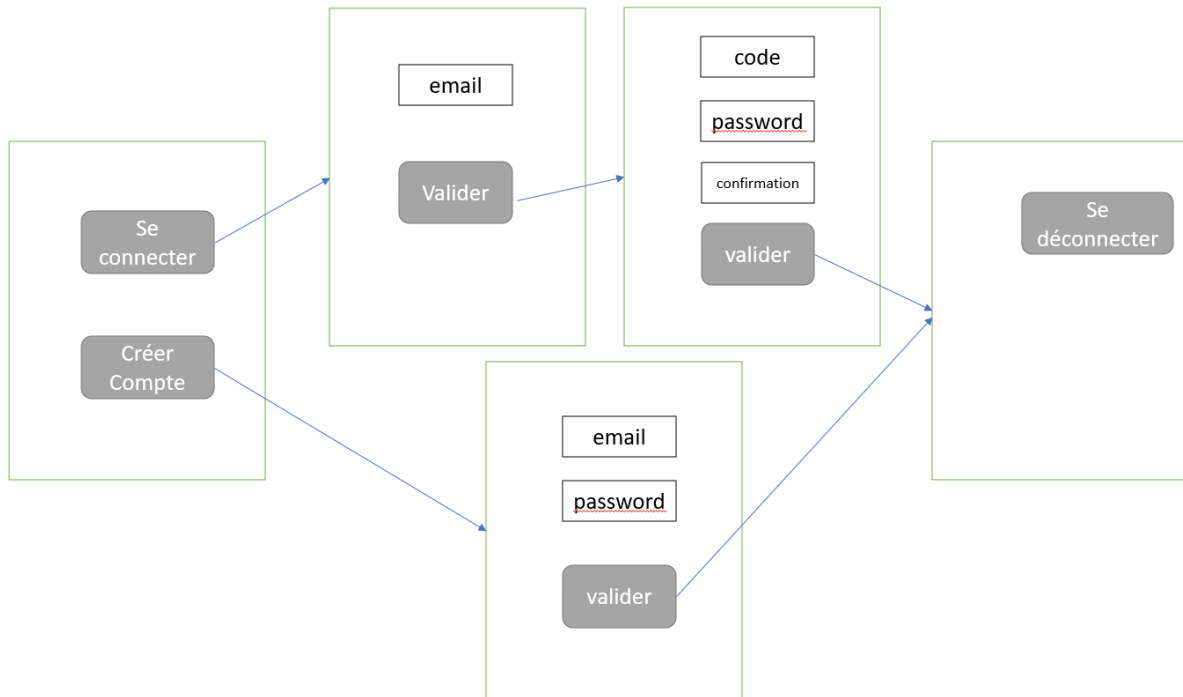 Se
connecter
Créer
Compte
email
Valider
code
password
confirmation
valider
email
password
valider
Se
déconnecter